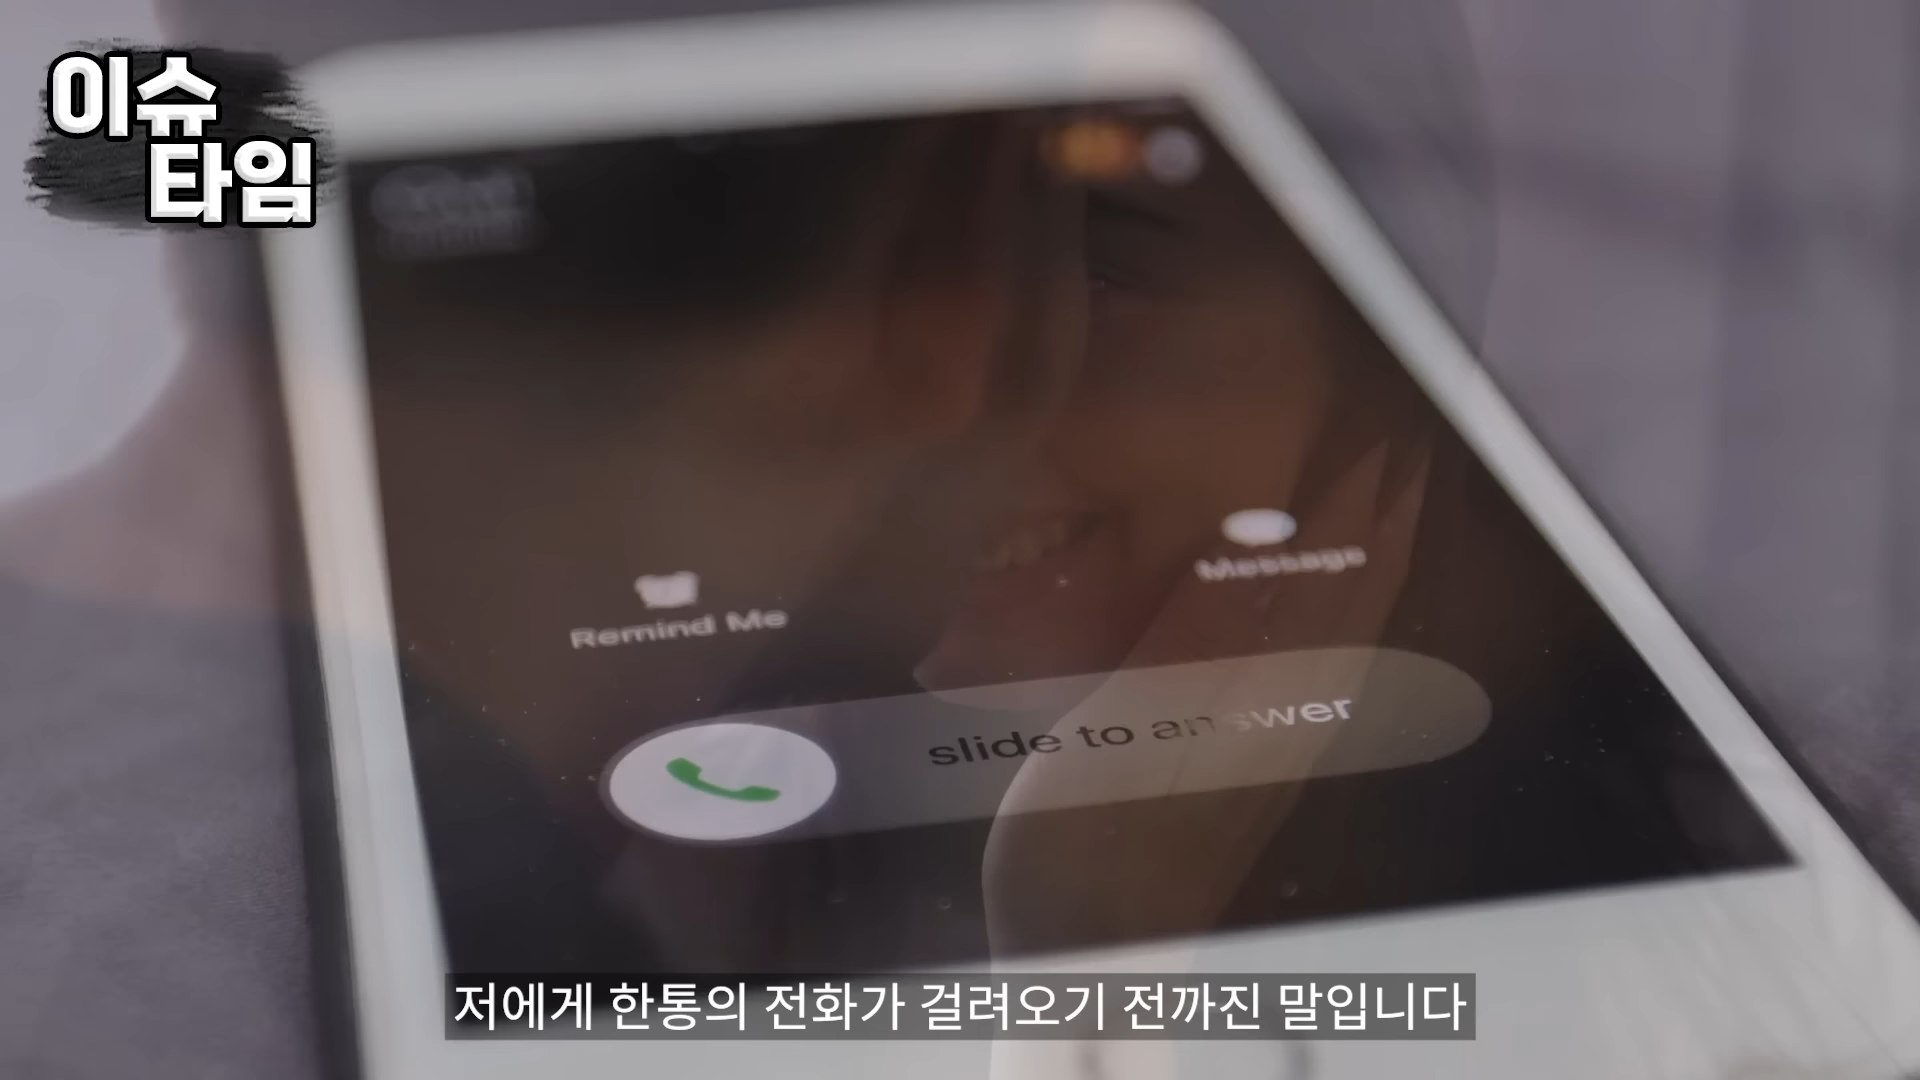 이슈
타임
Remind Me
Message
slide to answer
저에게 한통의 전화가 걸려오기 전까진 말입니다